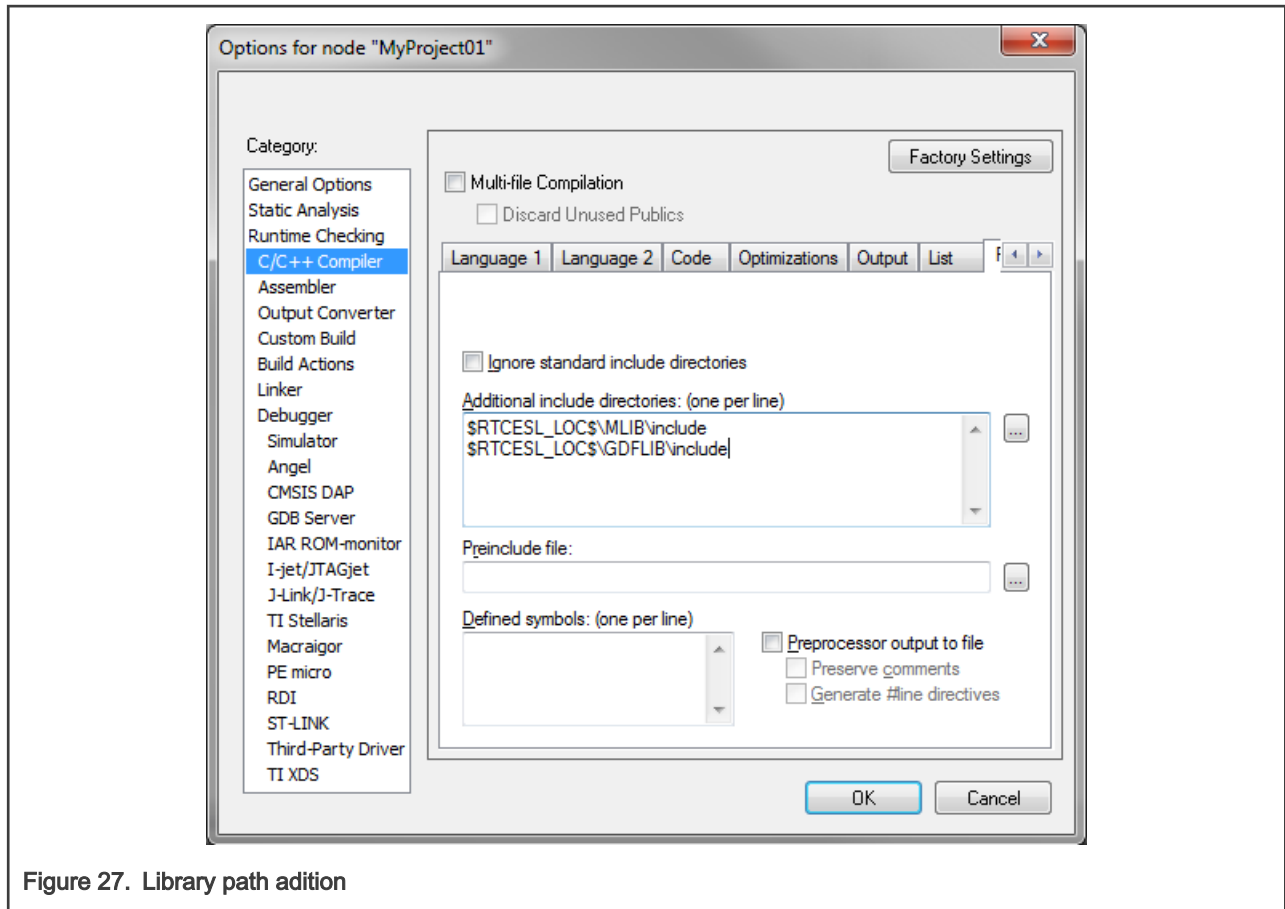 Options for node "MyProject01"
Category:
General Options
Static Analysis
Runtime Checking
C/C++ Compiler
Assembler
Output Converter
Custom Build
Build Actions
Linker
Debugger
Simulator
Angel
CMSIS DAP
GDB Server
IAR ROM-monitor
I-jet/JTAGjet
J-Link/J-Trace
TI Stellaris
Macraigor
PE micro
RDI
ST-LINK
Third-Party Driver
TI XDS
Factory Settings
Multi-file Compilation
Discard Unused Publics
Language 1 Language 2 Code Optimizations Output List
Ignore standard include directories
Additional include directories: (one per line)
$RTCESL_LOC$\MLIB\include
$RTCESL_LOC$\GDFLIB\include
...
Preinclude file:
...
Defined symbols: (one per line)
Preprocessor output to file
Preserve comments
Generate #line directives
OK Cancel
Figure 27. Library path adition